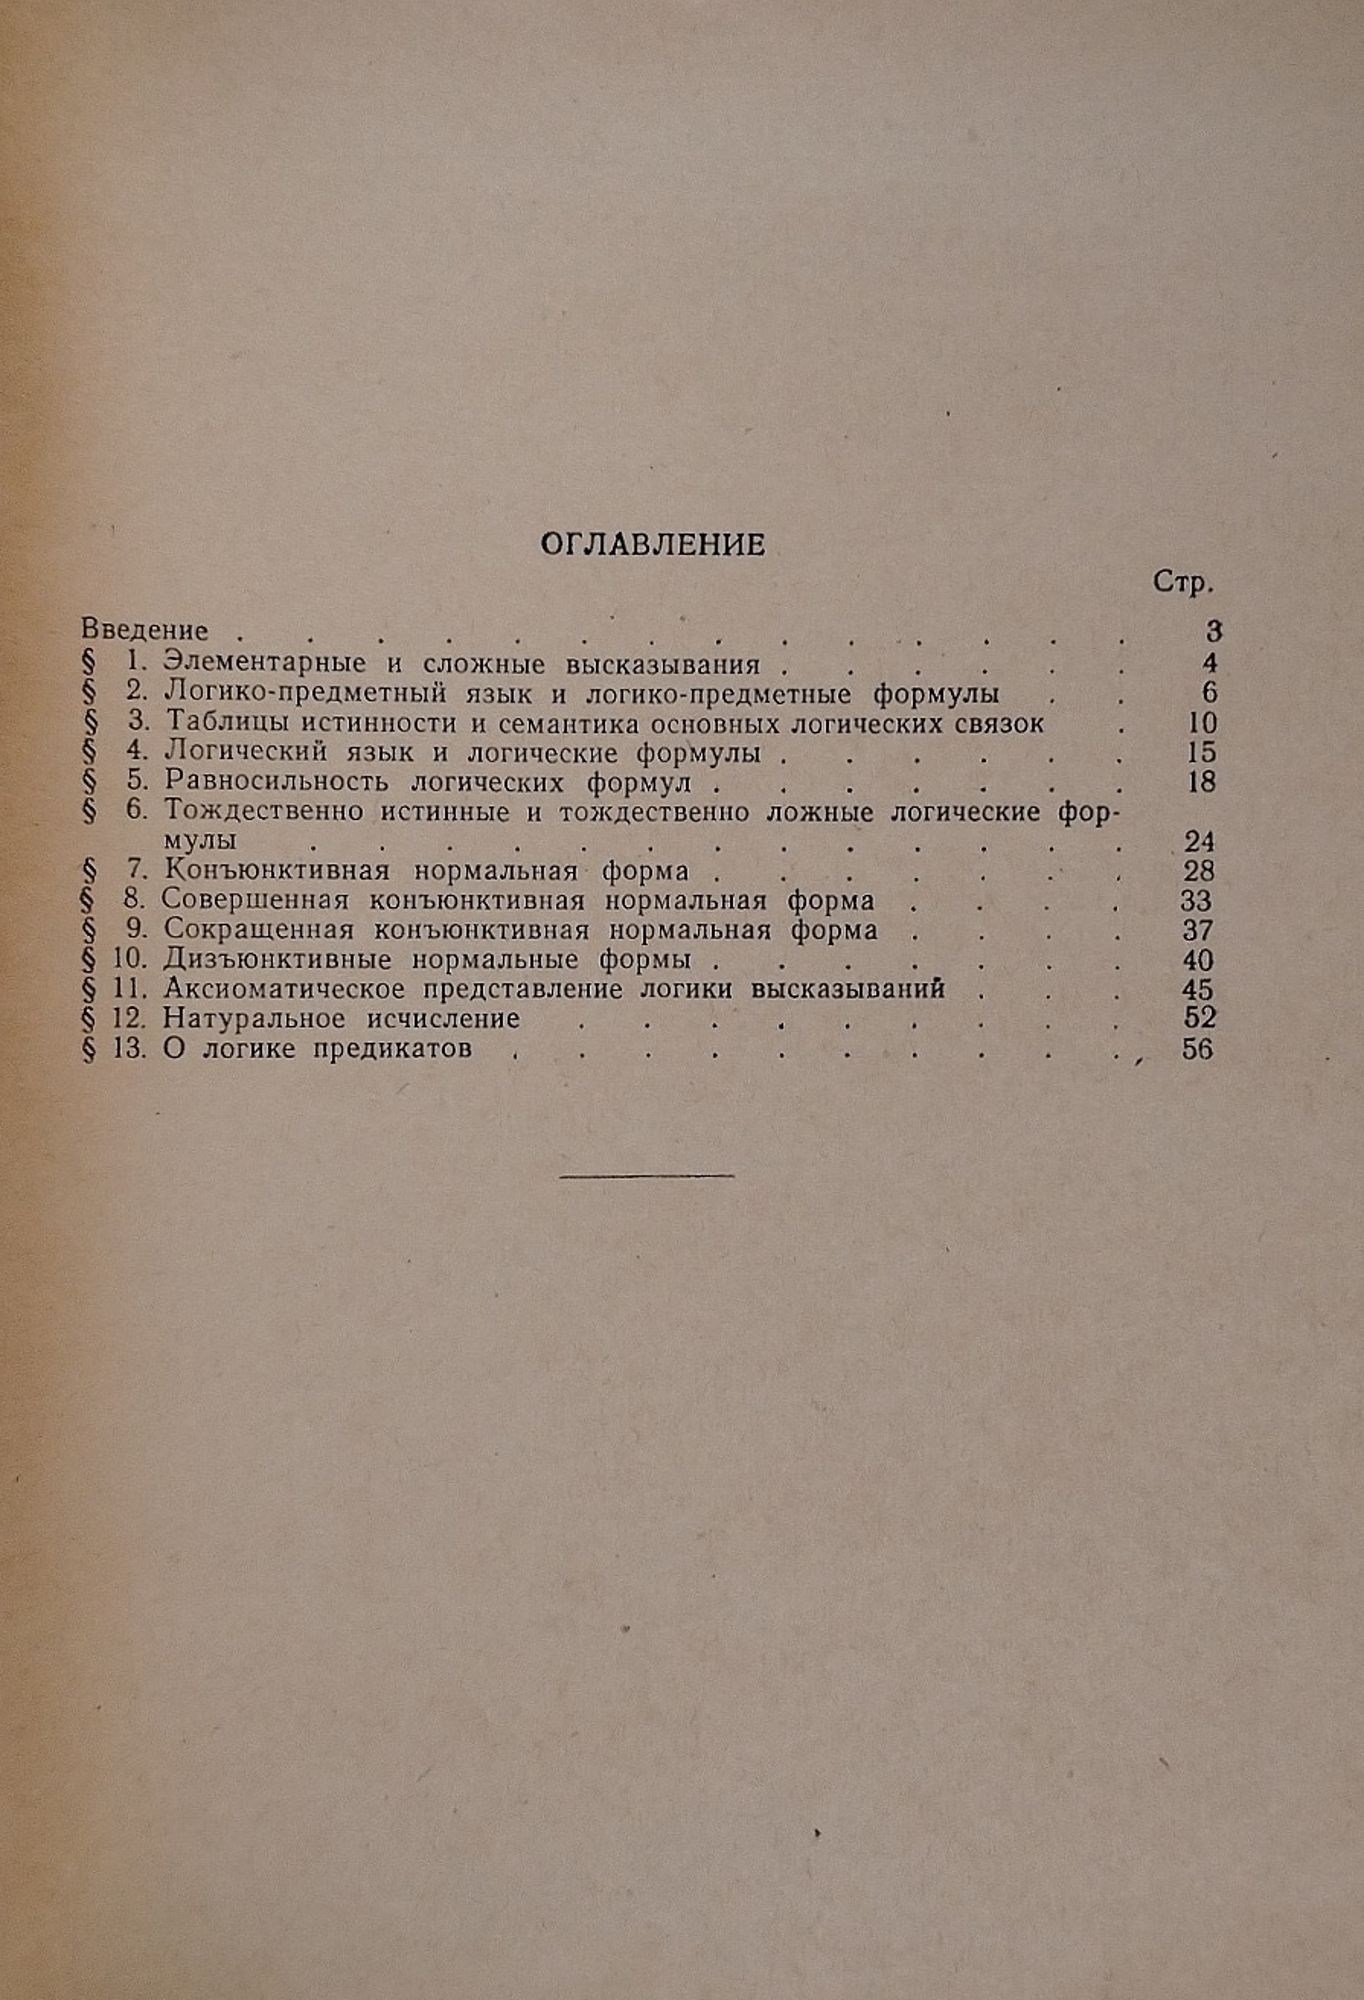 ОГЛАВЛЕНИЕ
Стр.
Введение . . . . . . . . . . . . . . 3
§ 1. Элементарные и сложные высказывания . . . . . . 4
§ 2. Логико-предметный язык и логико-предметные формулы . . 6
§ 3. Таблицы истинности и семантика основных логических связок . 10
§ 4. Логический язык и логические формулы . . . . . . 15
§ 5. Равносильность логических формул . . . . . . . 18
§ 6. Тождественно истинные и тождественно ложные логические фор-
мулы . . . . . . . . . . . . . 24
§ 7. Конъюнктивная нормальная форма . . . . . . . 28
§ 8. Совершенная конъюнктивная нормальная форма . . . . 33
§ 9. Сокращенная конъюнктивная нормальная форма . . . . 37
§ 10. Дизъюнктивные нормальные формы . . . . . . . 40
§ 11. Аксиоматическое представление логики высказываний . . . 45
§ 12. Натуральное исчисление . . . . . . . . . 52
§ 13. О логике предикатов . . . . . . . . . . 56